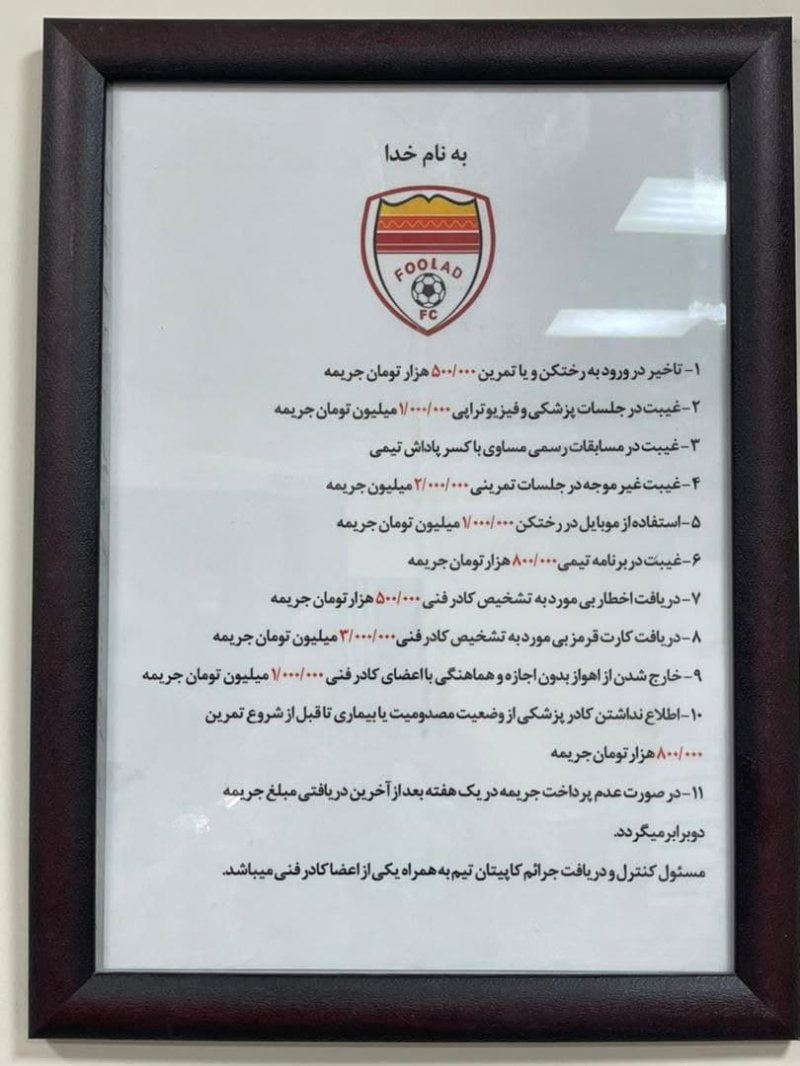 به نام خدا
FOOLAD
FC
۱- تاخیر در ورود به رختکن و یا تمرین ۵۰۰/۰۰۰ هزار تومان جریمه
۲-غیبت در جلسات پزشکی و فیزیوتراپی ۱/۰۰۰/۰۰۰ میلیون تومان جریمه
۳-غیبت در مسابقات رسمی مساوی با کسر پاداش تیمی
۴-غیبت غیر موجه در جلسات تمرینی ۲/۰۰۰/۰۰۰ میلیون جریمه
۵-استفاده از موبایل در رختکن ۱/۰۰۰/۰۰۰ میلیون تومان جریمه
۶-غیبت در برنامه تیمی ۸۰۰/۰۰۰ هزار تومان جریمه
۷-دریافت اخطار بی مورد به تشخیص کادر فنی ۵۰۰/۰۰۰ هزار تومان جریمه
۸-دریافت کارت قرمز بی مورد به تشخیص کادر فنی ۳/۰۰۰/۰۰۰ میلیون تومان جریمه
۹-خارج شدن از اهواز بدون اجازه و هماهنگی با اعضای کادر فنی ۱/۰۰۰/۰۰۰ میلیون تومان جریمه
۱۰-اطلاع نداشتن کادر پزشکی از وضعیت مصدومیت یا بیماری تا قبل از شروع تمرین
۸۰۰/۰۰۰ هزار تومان جریمه
۱۱-در صورت عدم پرداخت جریمه در یک هفته بعد از آخرین دریافتی مبلغ جریمه
دوبرابر میگردد.
مسئول کنترل و دریافت جرائم کاپیتان تیم به همراه یکی از اعضا کادر فنی میباشد.